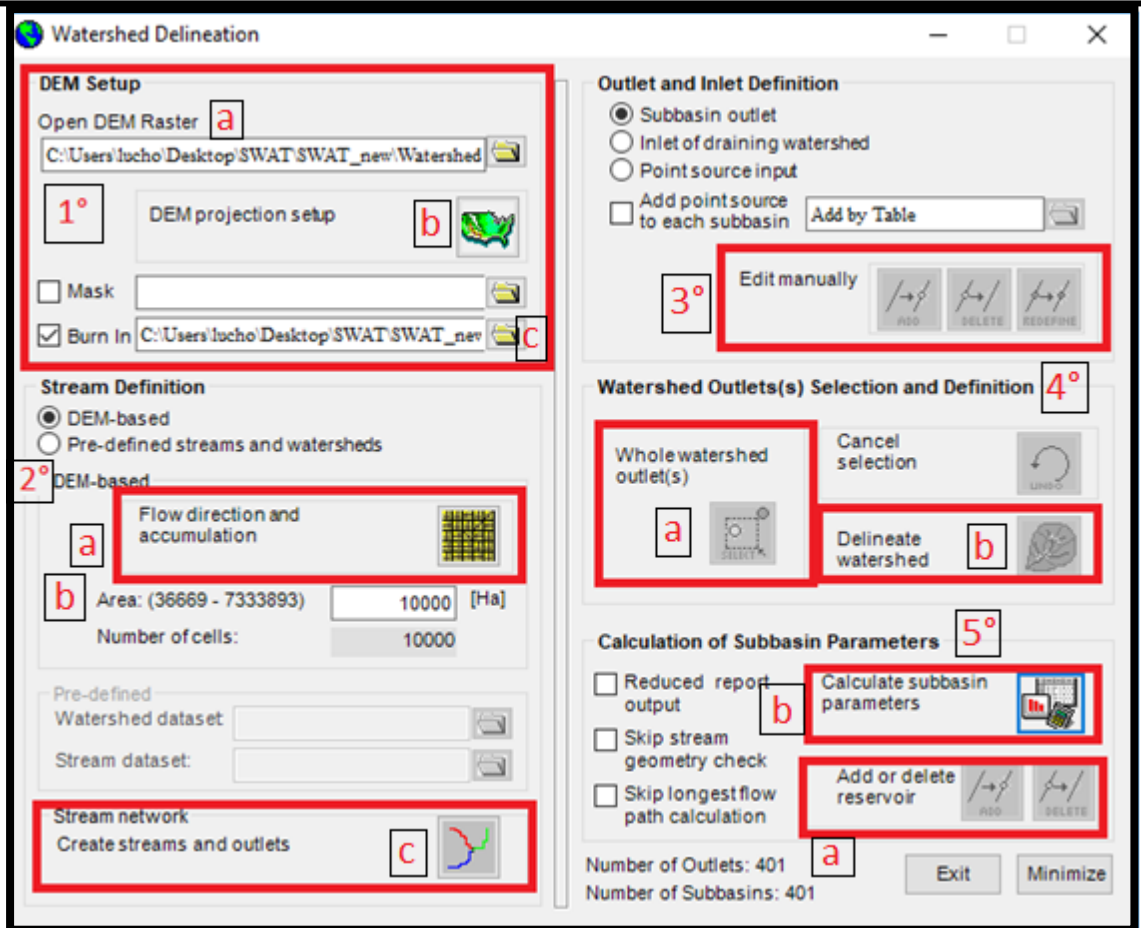 Watershed Delineation
DEM Setup
Open DEM Raster a
C:\Users\lucho\Desktop\SWAT\SWAT_new\Watershed
1°
DEM projection setup b
Mask
Burn In C:\Users\lucho\Desktop\SWAT\SWAT_nev c
Stream Definition
DEM-based
Pre-defined streams and watersheds
2° DEM-based
a Flow direction and
accumulation
b Area: (36669 - 7333893) 10000 [Ha]
Number of cells: 10000
Pre-defined
Watershed dataset
Stream dataset:
Stream network
Create streams and outlets c
Outlet and Inlet Definition
Subbasin outlet
Inlet of draining watershed
Point source input
Add point source
to each subbasin Add by Table
3° Edit manually
ADD DELETE REDEFINE
Watershed Outlets(s) Selection and Definition 4°
Whole watershed
outlet(s)
a
SELECT
Cancel
selection
UNDO
Delineate
watershed b
Calculation of Subbasin Parameters 5°
Reduced report
output
Skip stream
geometry check
Skip longest flow
path calculation
b Calculate subbasin
parameters
Add or delete
reservoir
ADD DELETE
a
Number of Outlets: 401
Number of Subbasins: 401
Exit Minimize